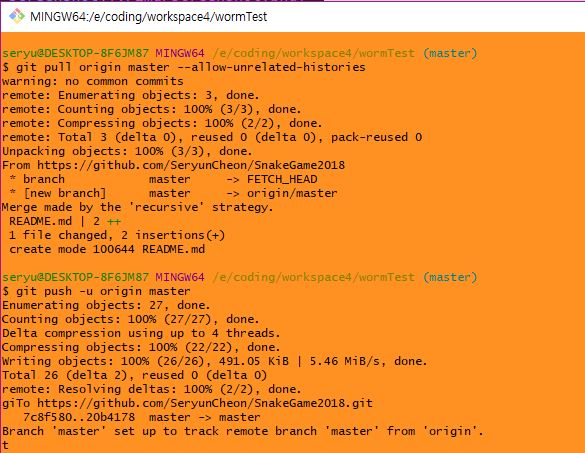 MINGW64:/e/coding/workspace4/wormTest
seryu@DESKTOP-8F6JM87 MINGW64 /e/coding/workspace4/wormTest (master)
$ git pull origin master --allow-unrelated-histories
warning: no common commits
remote: Enumerating objects: 3, done.
remote: Counting objects: 100% (3/3), done.
remote: Compressing objects: 100% (2/2), done.
remote: Total 3 (delta 0), reused 0 (delta 0), pack-reused 0
Unpacking objects: 100% (3/3), done.
From https://github.com/SeryunCheon/SnakeGame2018
 * branch            master     -> FETCH_HEAD
 * [new branch]      master     -> origin/master
Merge made by the 'recursive' strategy.
 README.md | 2 ++
 1 file changed, 2 insertions(+)
 create mode 100644 README.md
seryu@DESKTOP-8F6JM87 MINGW64 /e/coding/workspace4/wormTest (master)
$ git push -u origin master
Enumerating objects: 27, done.
Counting objects: 100% (27/27), done.
Delta compression using up to 4 threads.
Compressing objects: 100% (22/22), done.
Writing objects: 100% (26/26), 491.05 KiB | 5.46 MiB/s, done.
Total 26 (delta 2), reused 0 (delta 0)
remote: Resolving deltas: 100% (2/2), done.
giTo https://github.com/SeryunCheon/SnakeGame2018.git
   7c8f580..20b4178  master -> master
Branch 'master' set up to track remote branch 'master' from 'origin'.
t